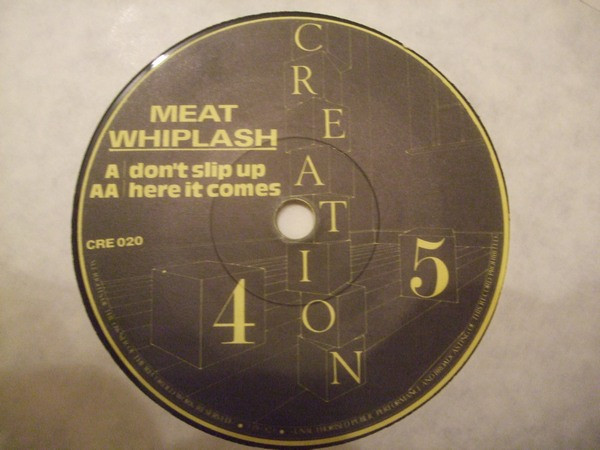 CREATION
MEAT
WHIPLASH
A don't slip up
AA here it comes
CRE 020
4 5